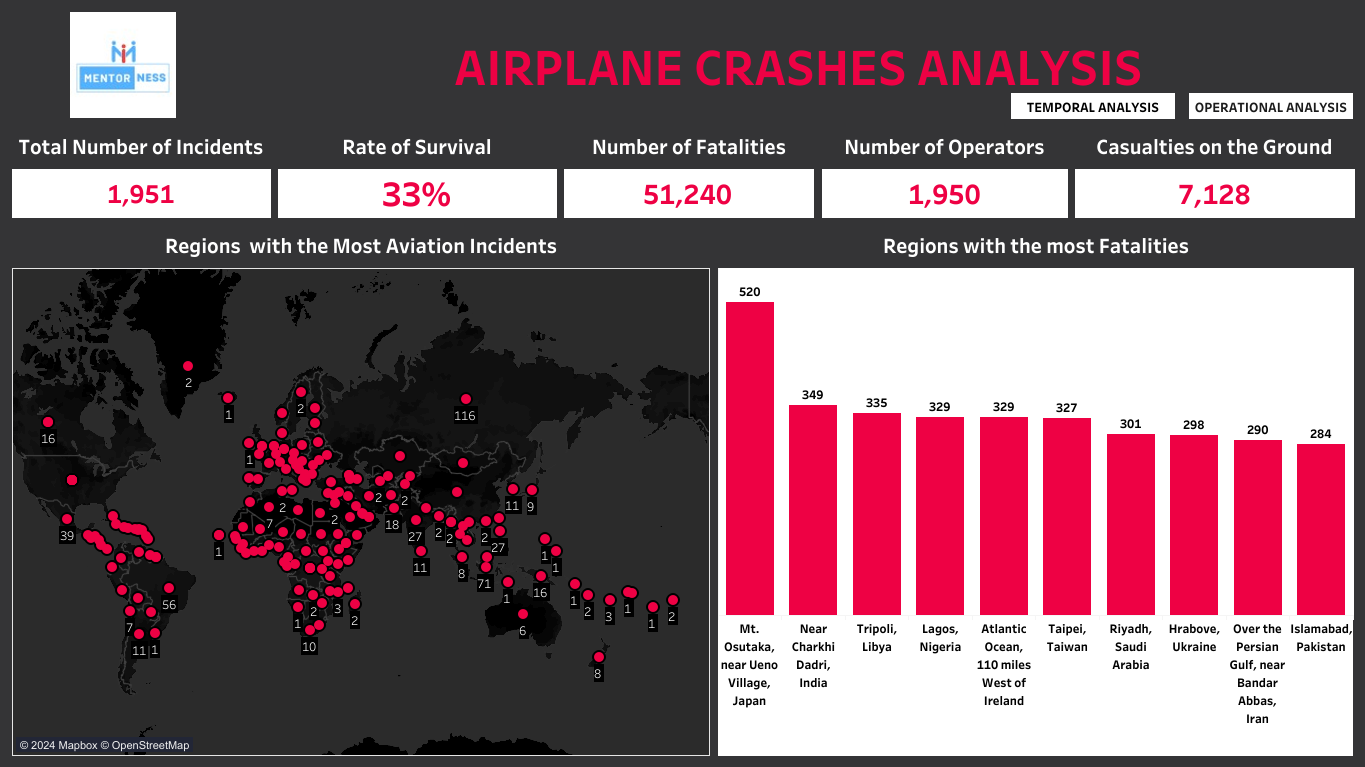 MENTOR NESS
AIRPLANE CRASHES ANALYSIS
TEMPORAL ANALYSIS
OPERATIONAL ANALYSIS
Total Number of Incidents
Rate of Survival
Number of Fatalities
Number of Operators
Casualties on the Ground
1,951
33%
51,240
1,950
7,128
Regions with the Most Aviation Incidents
2
1
2
116
16
1
39
1
7
2
2
2
2
18
27
11
2
2
11
9
2
27
8
71
1
1
16
1
1
2
3
1
1
2
56
7
11
1
1
2
3
2
10
6
8
© 2024 Mapbox © OpenStreetMap
Regions with the most Fatalities
520
349
335
329
329
327
301
298
290
284
Mt.
Osutaka,
near Ueno
Village,
Japan
Near
Charkhi
Dadri,
India
Tripoli,
Libya
Lagos,
Nigeria
Atlantic
Ocean,
110 miles
West of
Ireland
Taipei,
Taiwan
Riyadh,
Saudi
Arabia
Hrabove,
Ukraine
Over the
Persian
Gulf, near
Bandar
Abbas,
Iran
Islamabad,
Pakistan